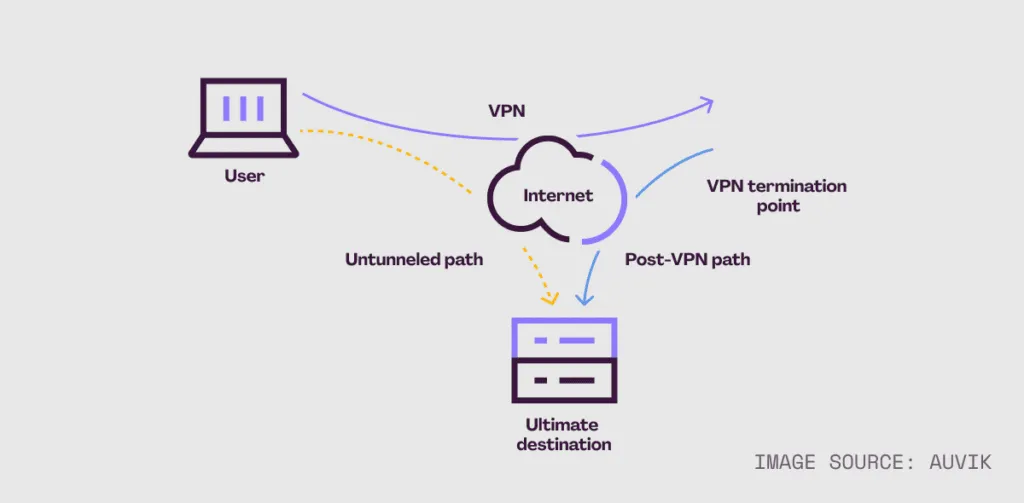 VPN
User
Internet
VPN termination
point
Untunneled path
Post-VPN path
Ultimate
destination
IMAGE SOURCE: AUVIK